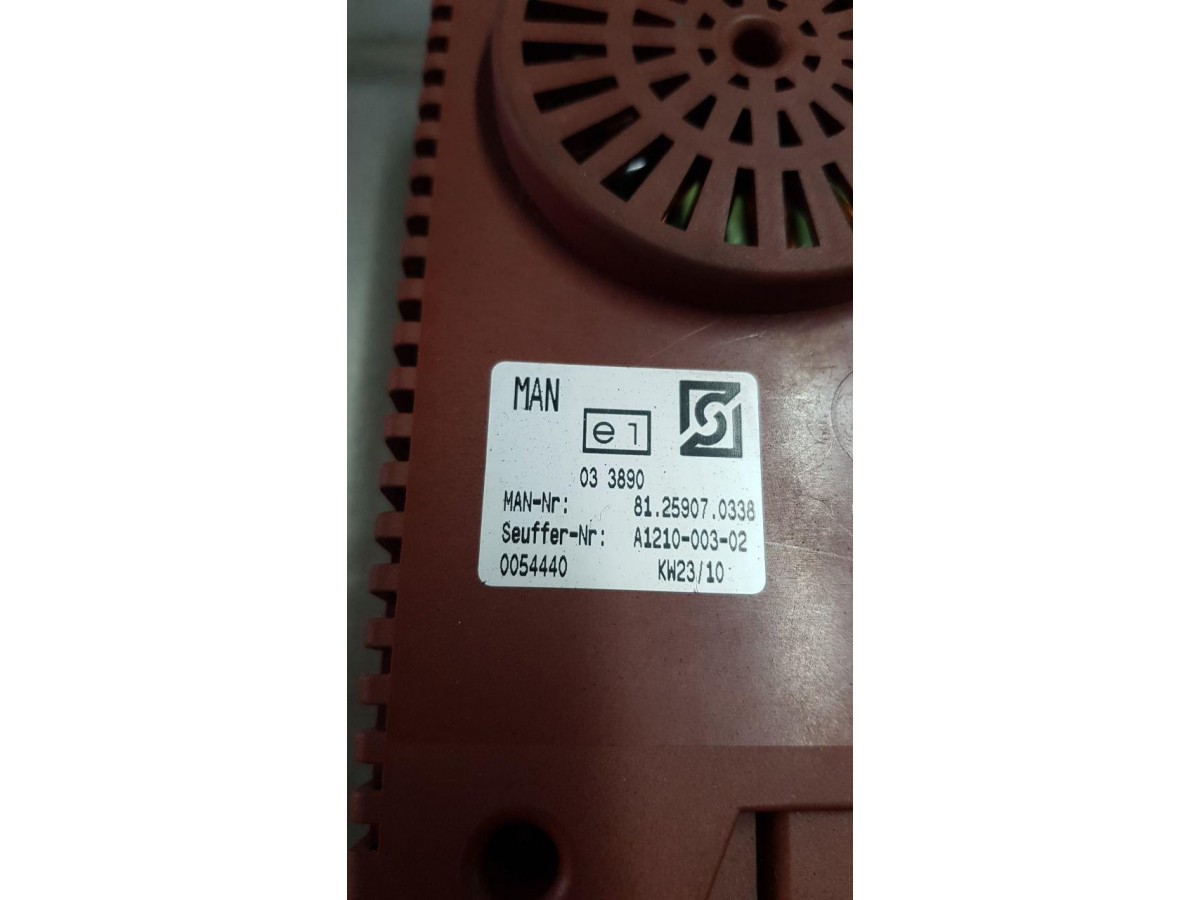 MAN
e1
03 3890
MAN-Nr: 81.25907.0338
Seuffer-Nr: A1210-003-02
0054440 KW23/10